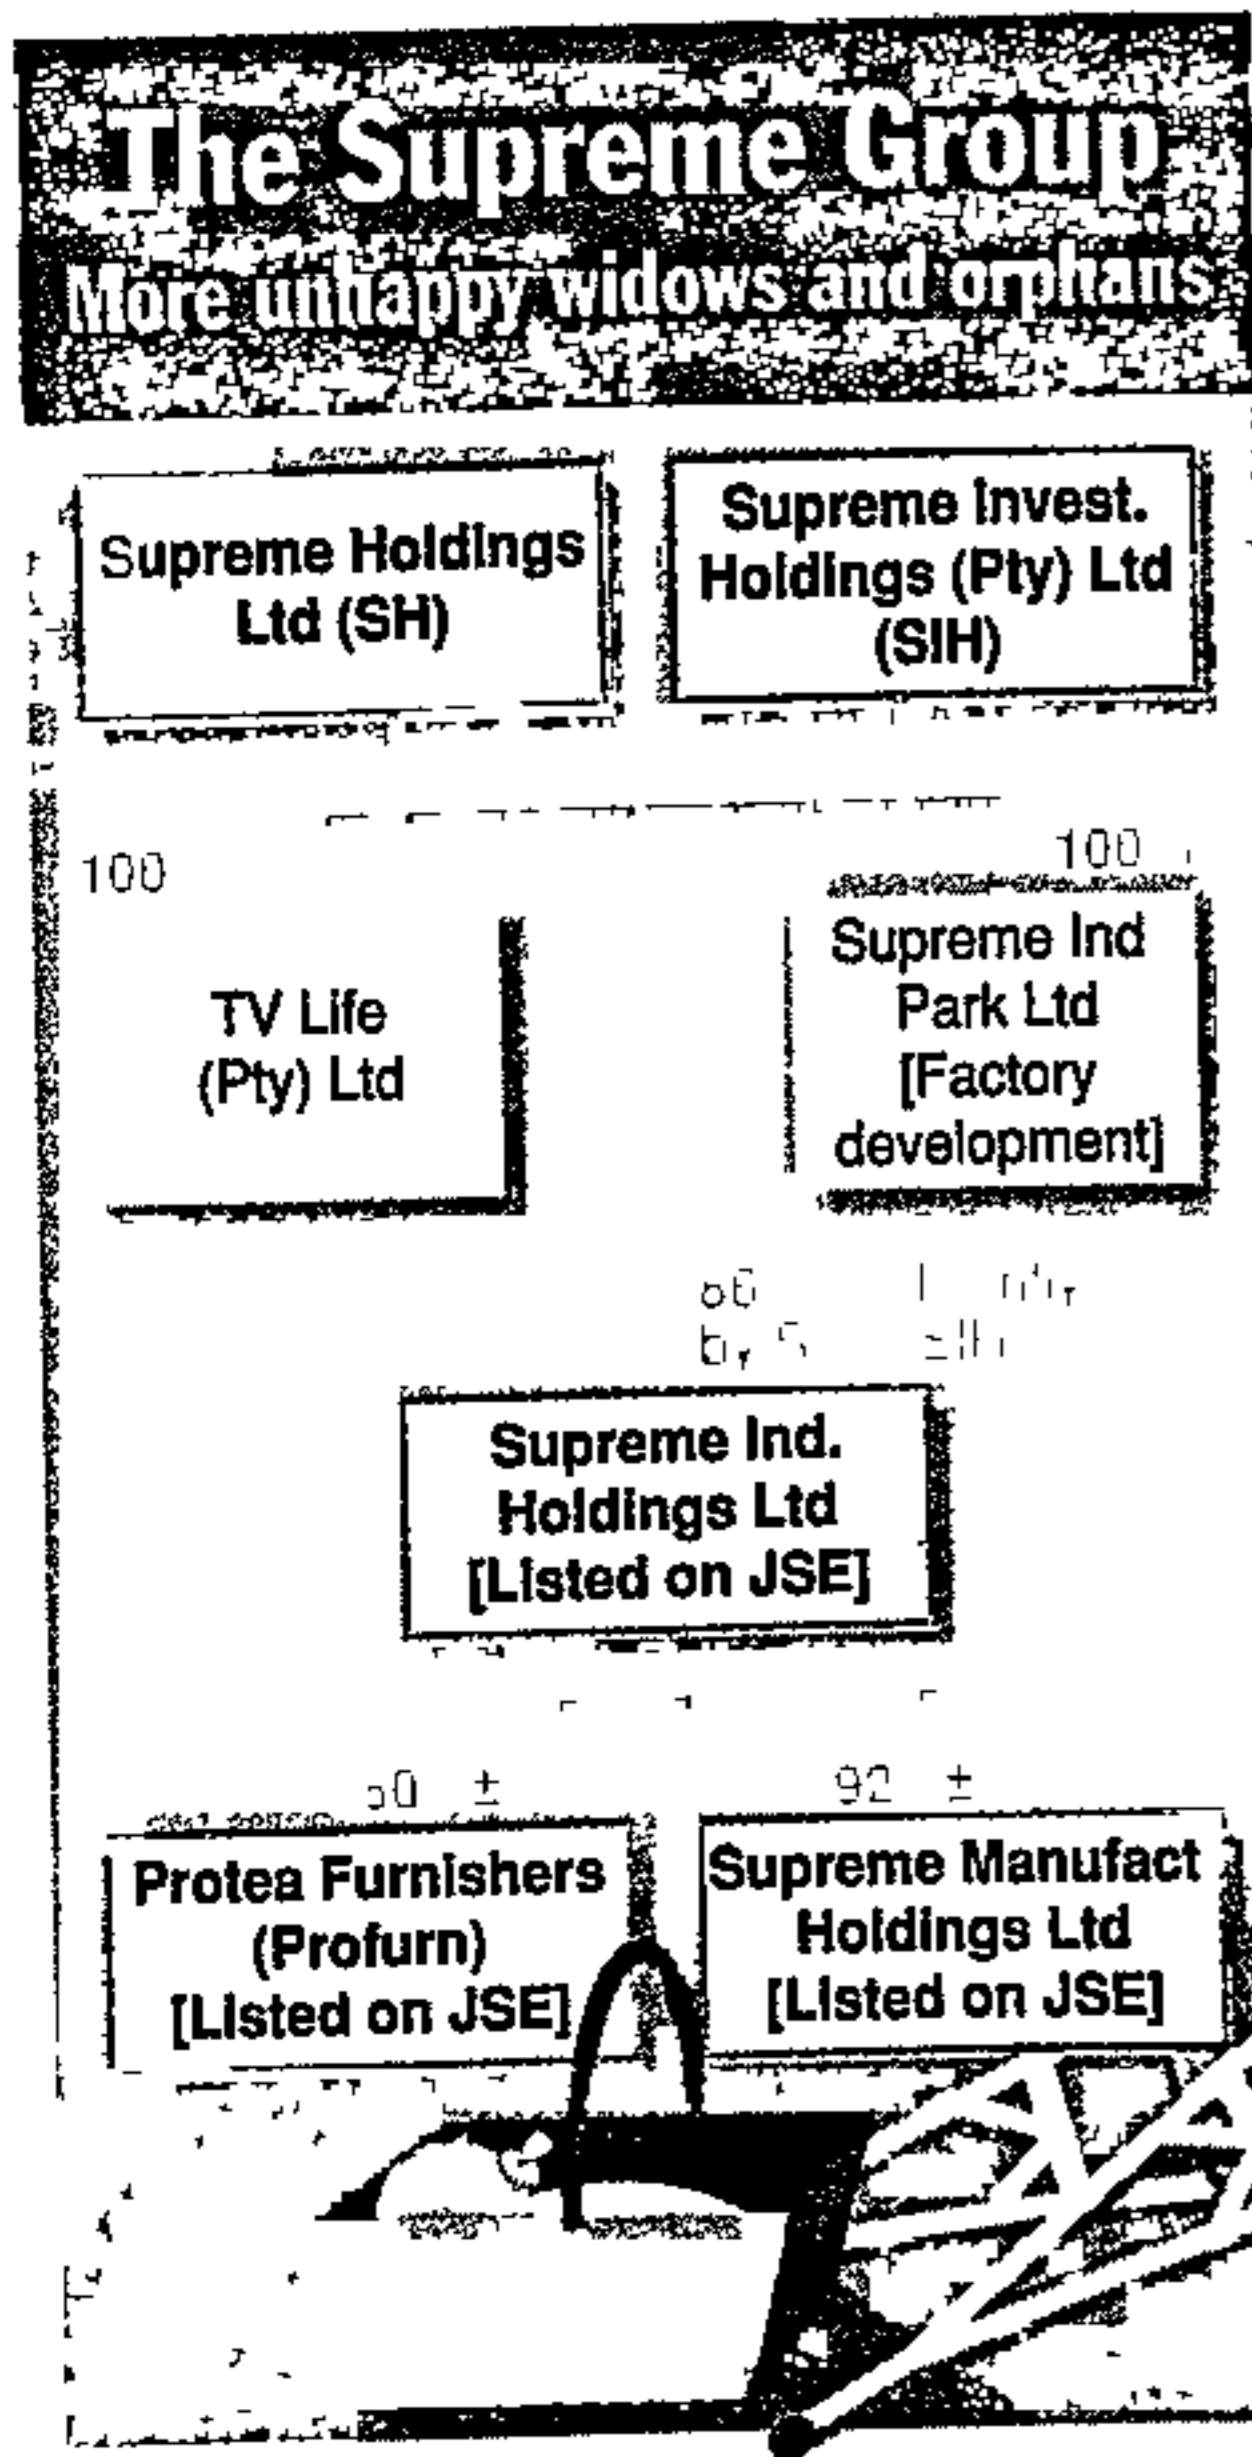 The Supreme Group
More unhappy widows and orphans
Supreme Holdings
Ltd (SH)
Supreme Invest.
Holdings (Pty) Ltd
(SIH)
100
100
TV Life
(Pty) Ltd
Supreme Ind
Park Ltd
[Factory
development]
Supreme Ind.
Holdings Ltd
[Listed on JSE]
92 ±
Protea Furnishers
(Profurn)
[Listed on JSE]
Supreme Manufact
Holdings Ltd
[Listed on JSE]